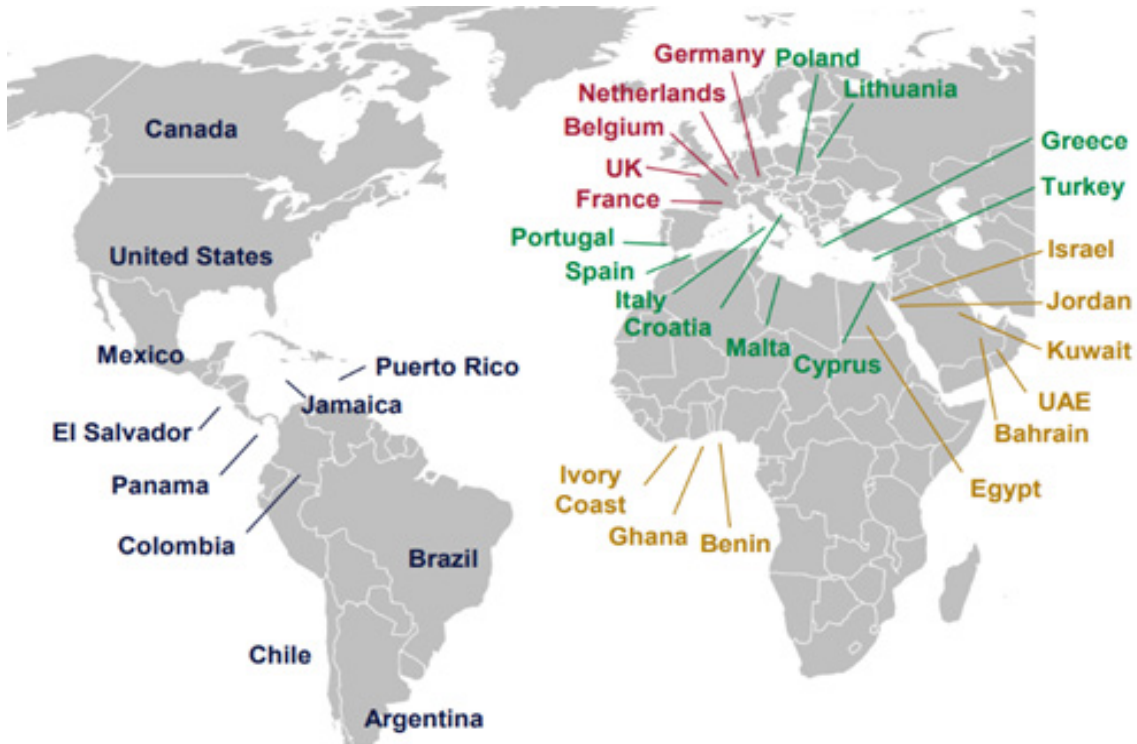 Germany
Poland
Netherlands
Lithuania
Canada
Belgium
Greece
UK
Turkey
France
Portugal
Israel
United States
Spain
Italy
Jordan
Croatia
Mexico
Malta
Kuwait
Puerto Rico
Cyprus
Jamaica
UAE
El Salvador
Bahrain
Panama
Ivory
Coast
Egypt
Colombia
Ghana
Benin
Brazil
Chile
Argentina